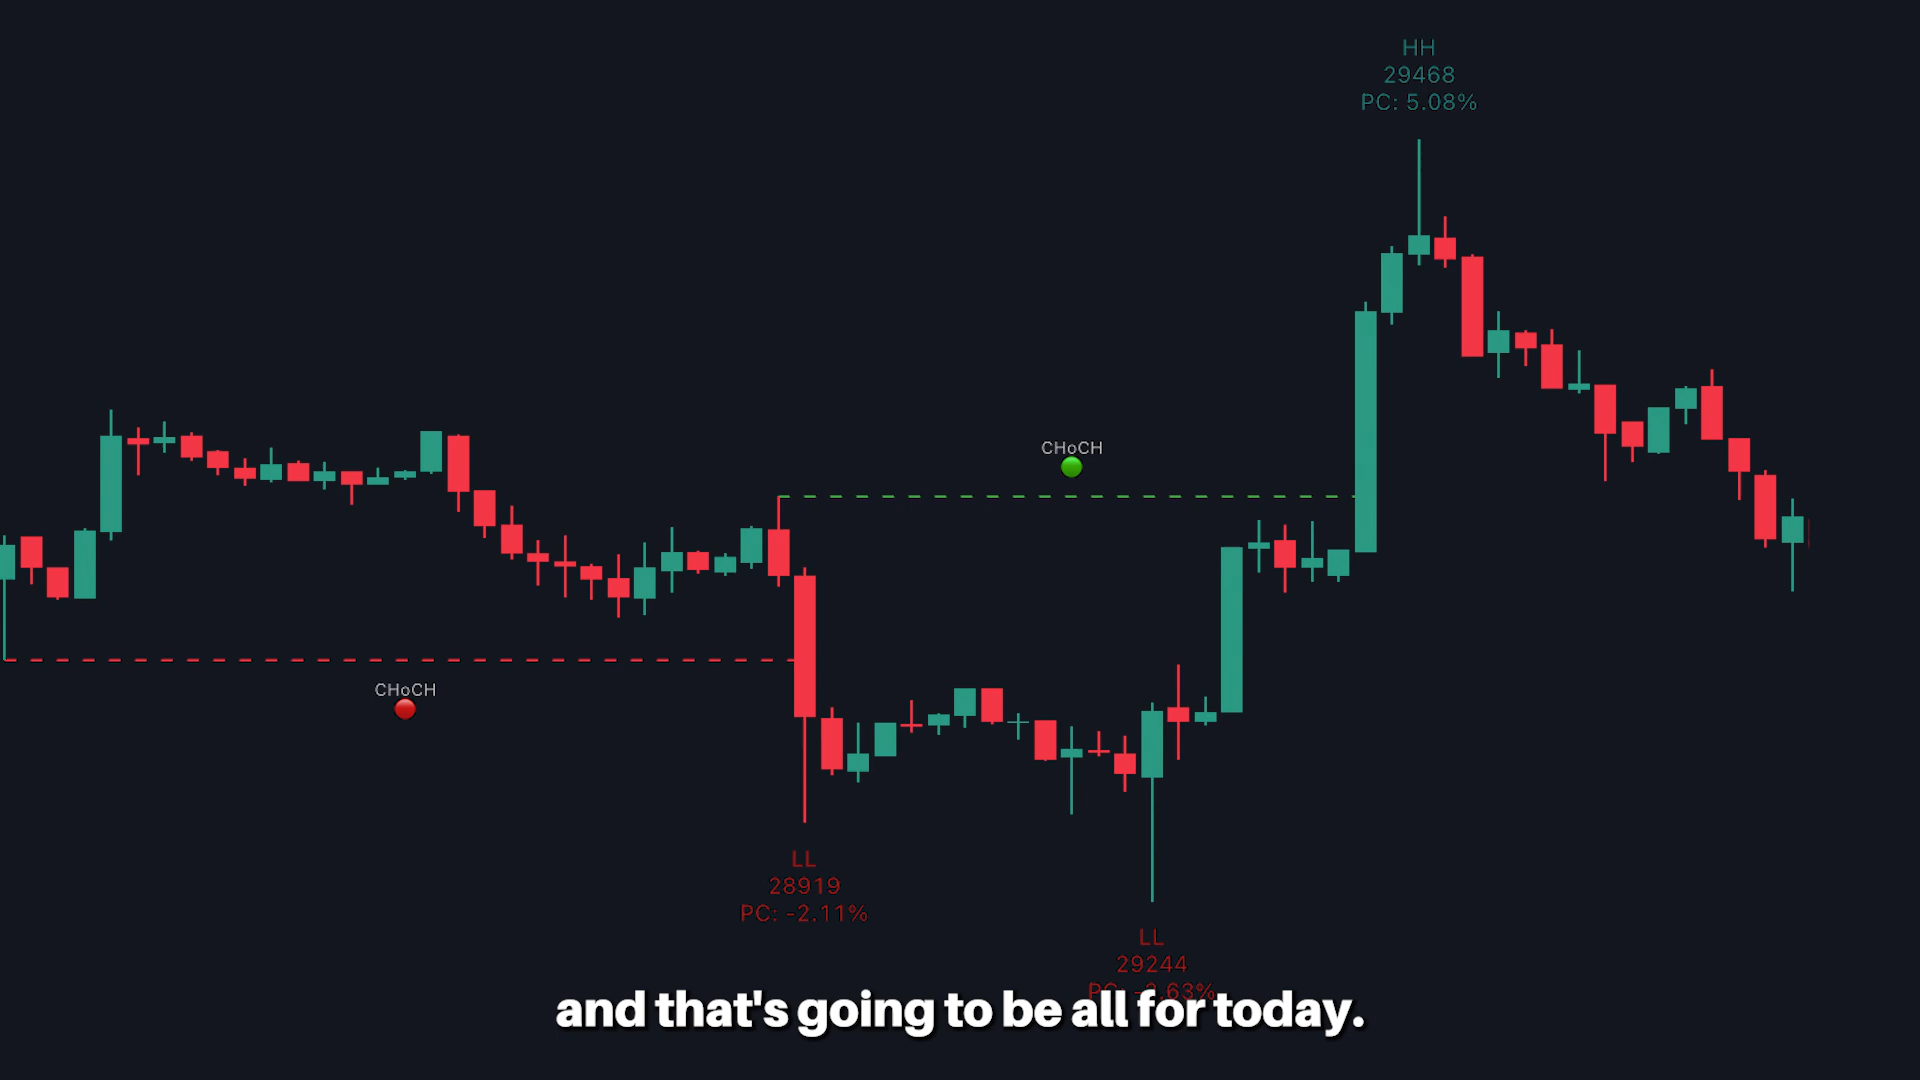 HH
29468
PC: 5.08%
CHoCH
CHoCH
LL
28919
PC: -2.11%
LL
29244
and that's going to be all for today.